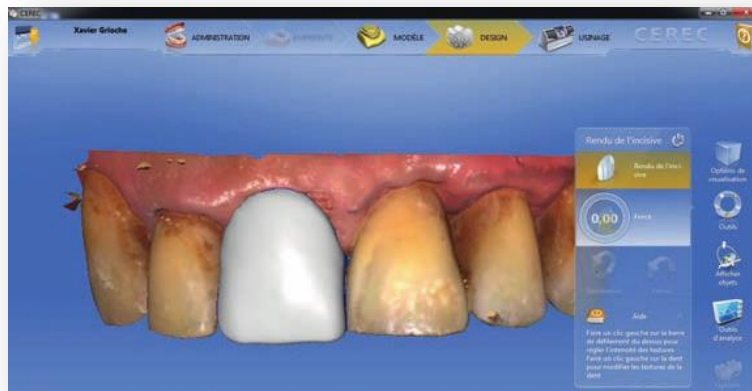 CEREC
Xavier Grioche
ADMINISTRATION
EMPREINTE
MODÈLE
DESIGN
USINAGE
CEREC
Rendu de l'incisive
Rendu de l'inci-
sive
0,00
Force
Aide
Faire un clic gauche sur la barre
de défilement du dessus pour
régler l'intensité des textures
Faire un clic gauche sur la dent
pour modifier les textures de la
dent
Options de
visualisation
Outils
Afficher
objets
Outils
d'analyse